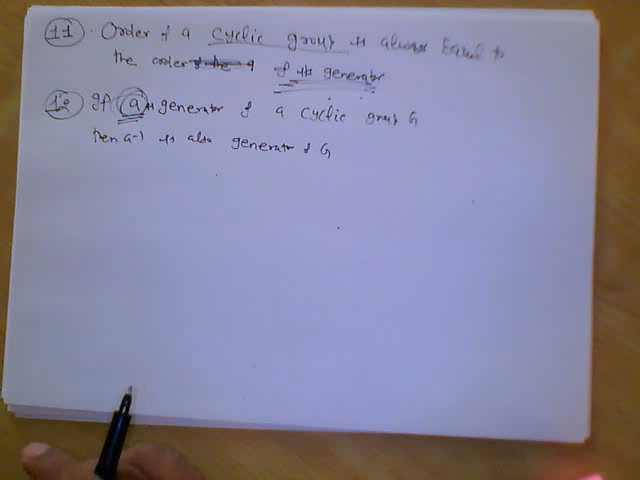 11. Order of a cyclic group is always Equal to
the order of its generator
10 If a is generator of a cyclic group G
then a-1 is also generator of G